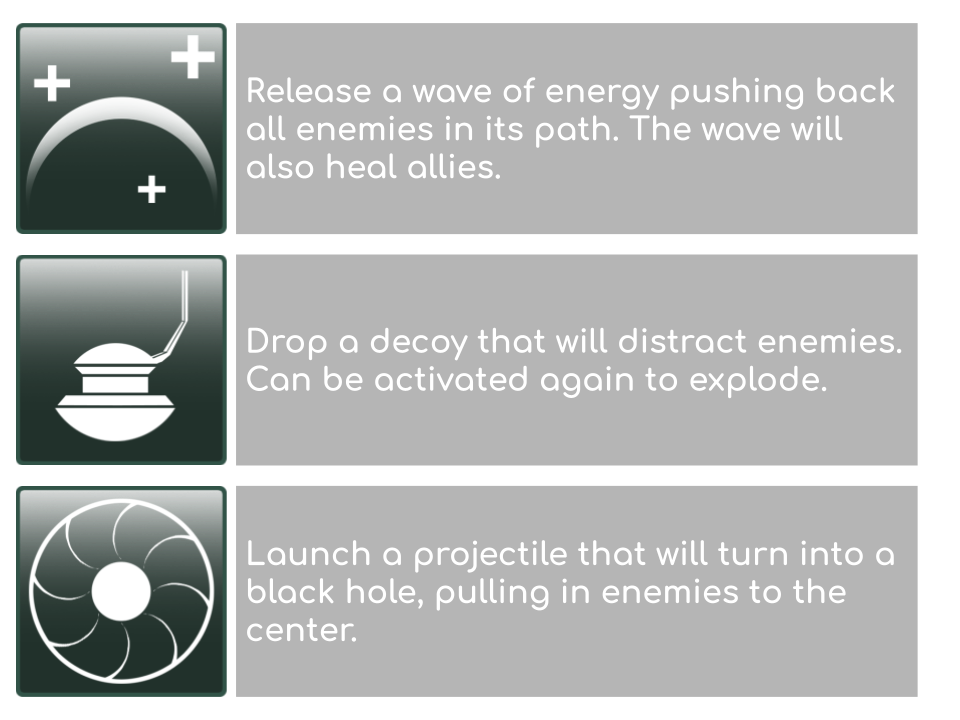 Release a wave of energy pushing back
all enemies in its path. The wave will
also heal allies.
Drop a decoy that will distract enemies.
Can be activated again to explode.
Launch a projectile that will turn into a
black hole, pulling in enemies to the
center.